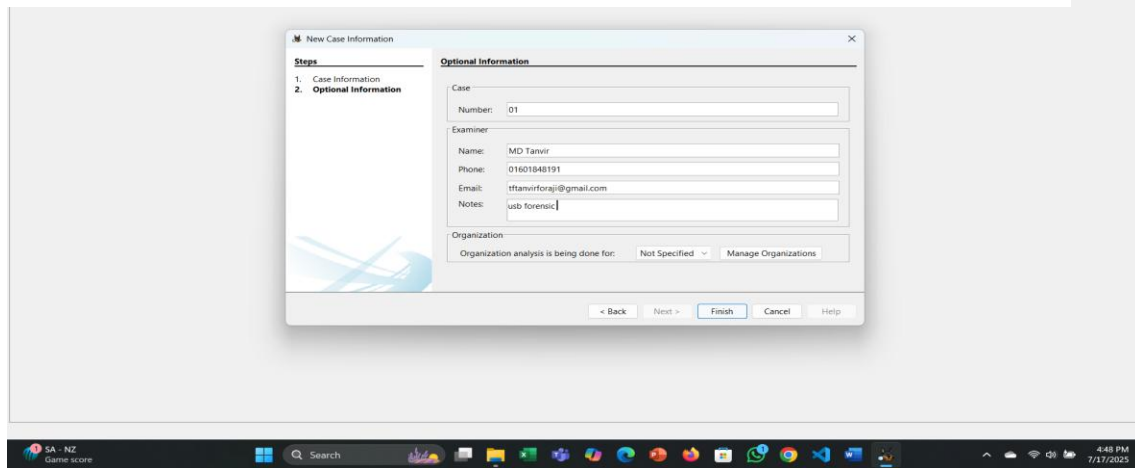 New Case Information
Steps
1. Case Information
2. Optional Information
Optional Information
Case
Number: 01
Examiner
Name: MD Tanvir
Phone: 01601848191
Email: tftanvirforaji@gmail.com
Notes: usb forensic
Organization
Organization analysis is being done for: Not Specified Manage Organizations
< Back Next > Finish Cancel Help
1
SA - NZ
Game score
Search
4:48 PM
7/17/2025